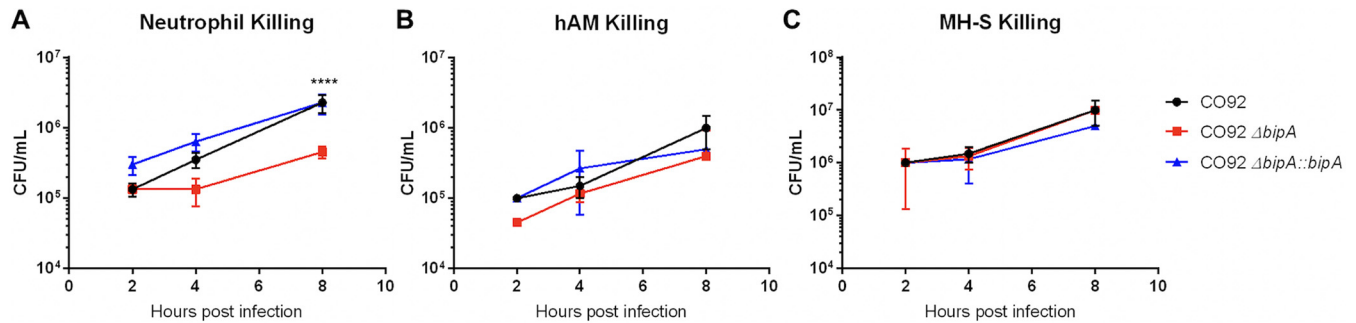 A Neutrophil Killing
10⁷
10⁶
10⁵
10⁴
CFU/mL
****
0 2 4 6 8 10
Hours post infection
B hAM Killing
10⁷
10⁶
10⁵
10⁴
CFU/mL
0 2 4 6 8 10
Hours post infection
C MH-S Killing
10⁸
10⁷
10⁶
10⁵
10⁴
CFU/mL
0 2 4 6 8 10
Hours post infection
CO92
CO92 ΔbipA
CO92 ΔbipA::bipA